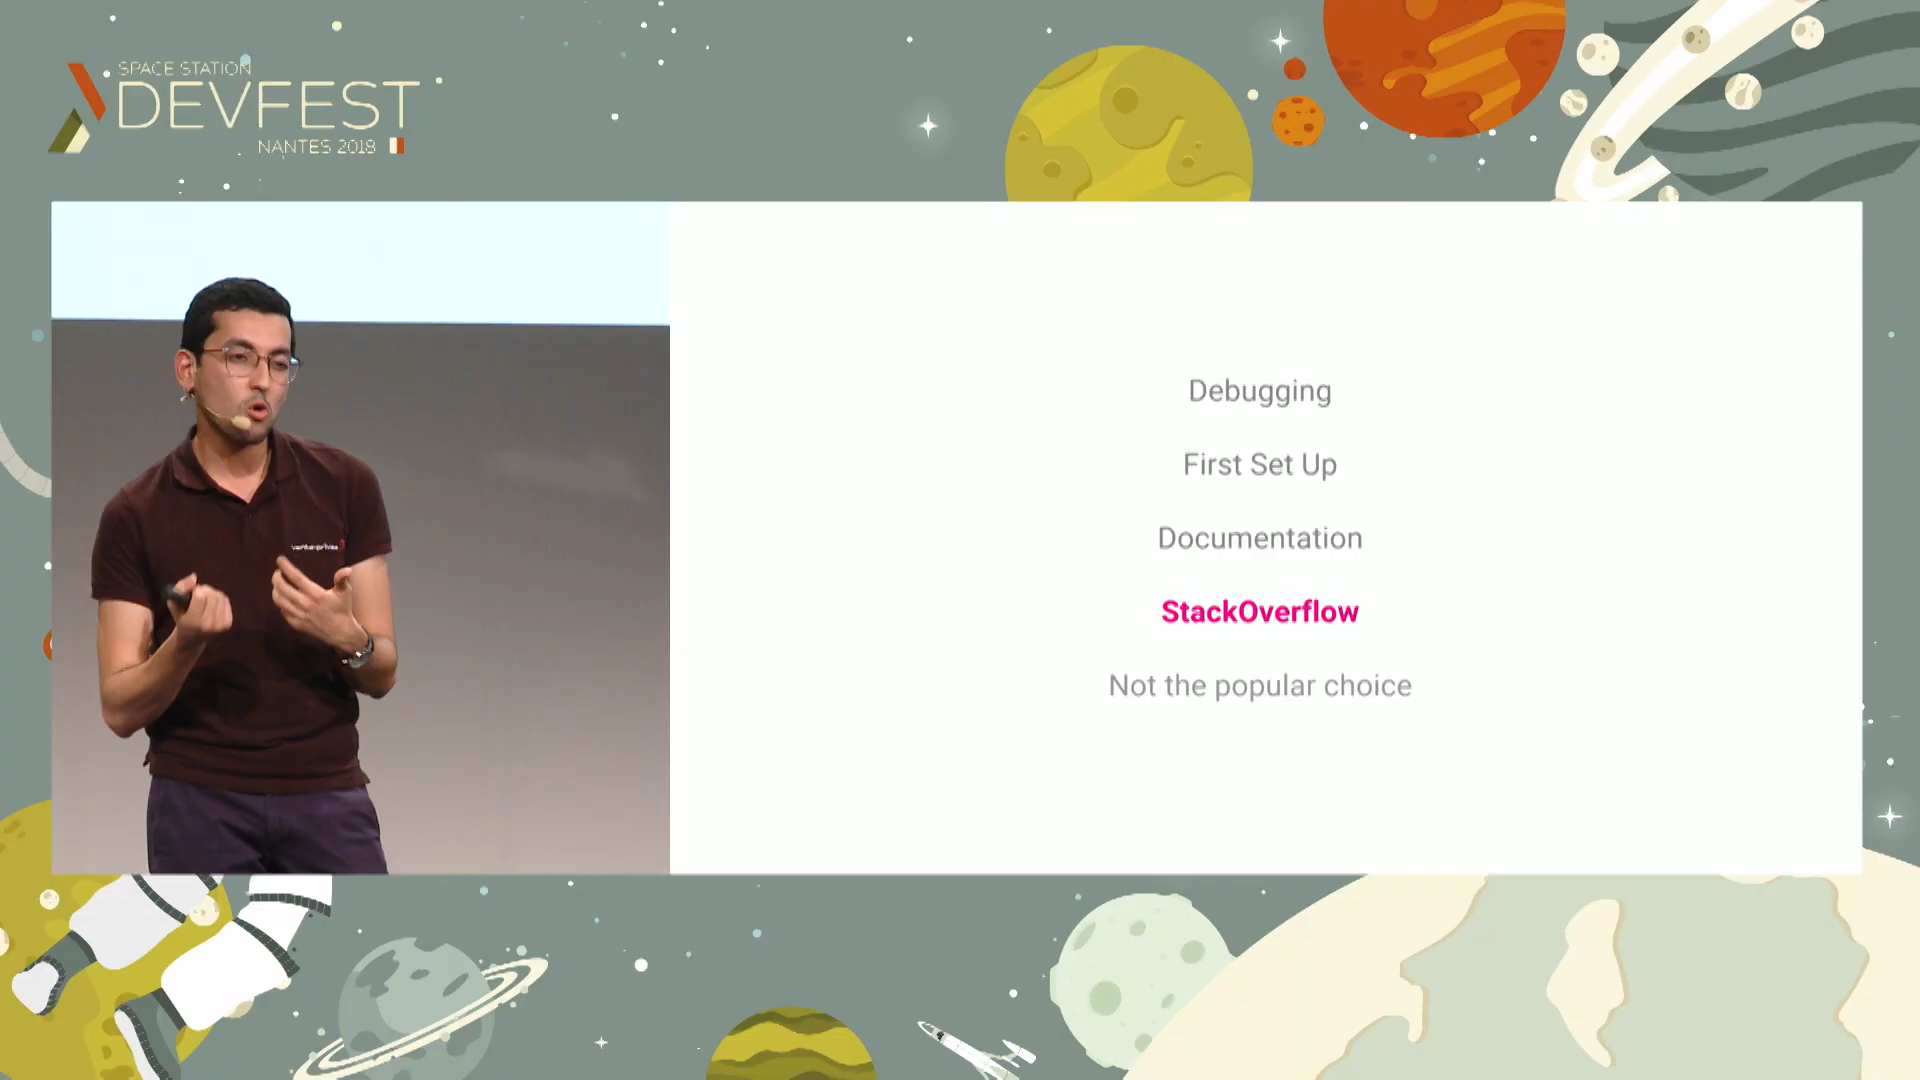 SPACE STATION
DEVFEST
NANTES 2018
Debugging
First Set Up
Documentation
StackOverflow
Not the popular choice